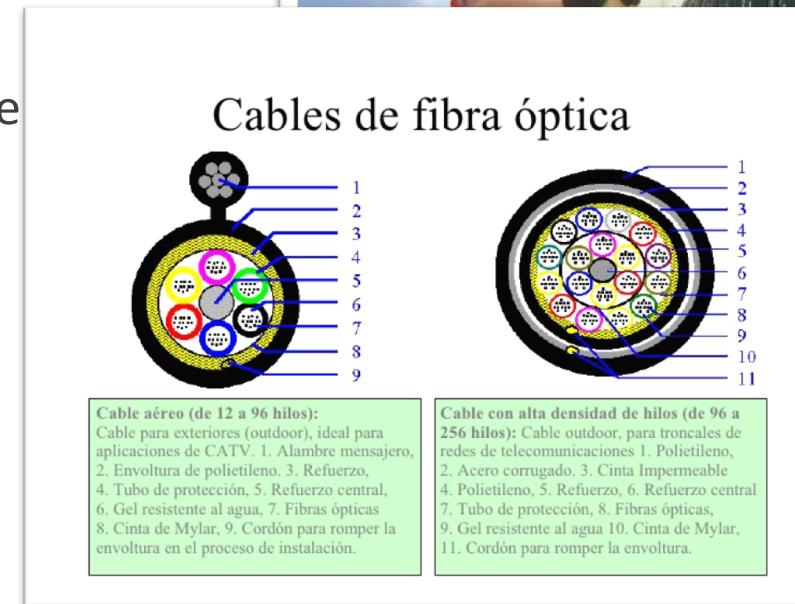 e
Cables de fibra óptica
1
2
3
4
5
6
7
8
9
1
2
3
4
5
6
7
8
9
10
11
Cable aéreo (de 12 a 96 hilos):
Cable para exteriores (outdoor), ideal para
aplicaciones de CATV. 1. Alambre mensajero,
2. Envoltura de polietileno. 3. Refuerzo,
4. Tubo de protección, 5. Refuerzo central,
6. Gel resistente al agua, 7. Fibras ópticas
8. Cinta de Mylar, 9. Cordón para romper la
envoltura en el proceso de instalación.
Cable con alta densidad de hilos (de 96 a
256 hilos): Cable outdoor, para troncales de
redes de telecomunicaciones 1. Polietileno,
2. Acero corrugado. 3. Cinta Impermeable
4. Polietileno, 5. Refuerzo, 6. Refuerzo central
7. Tubo de protección, 8. Fibras ópticas,
9. Gel resistente al agua 10. Cinta de Mylar,
11. Cordón para romper la envoltura.